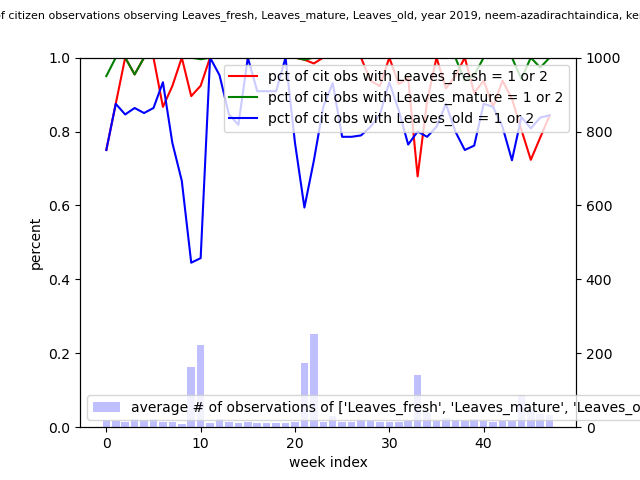 of citizen observations observing Leaves_fresh, Leaves_mature, Leaves_old, year 2019, neem-azadirachtaindica,
pct of cit obs with Leaves_fresh = 1 or 2
pct of cit obs with Leaves_mature = 1 or 2
pct of cit obs with Leaves_old = 1 or 2
1.0
0.8
0.6
0.4
0.2
0.0
percent
1000
800
600
400
200
0
average # of observations of ['Leaves_fresh', 'Leaves_mature', 'Leaves_o
0 10 20 30 40
week index